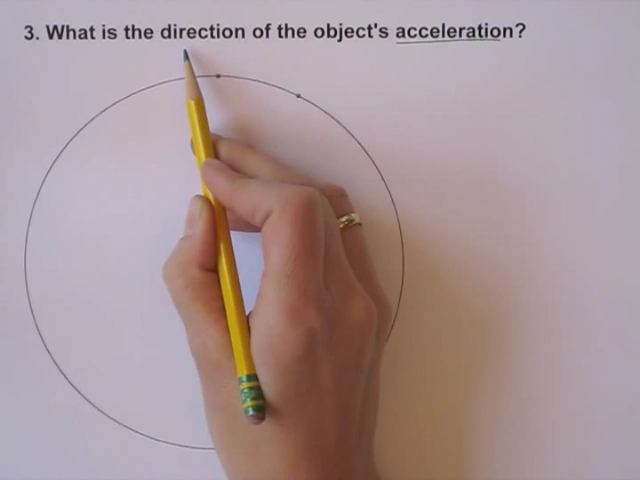 3. What is the direction of the object's acceleration?